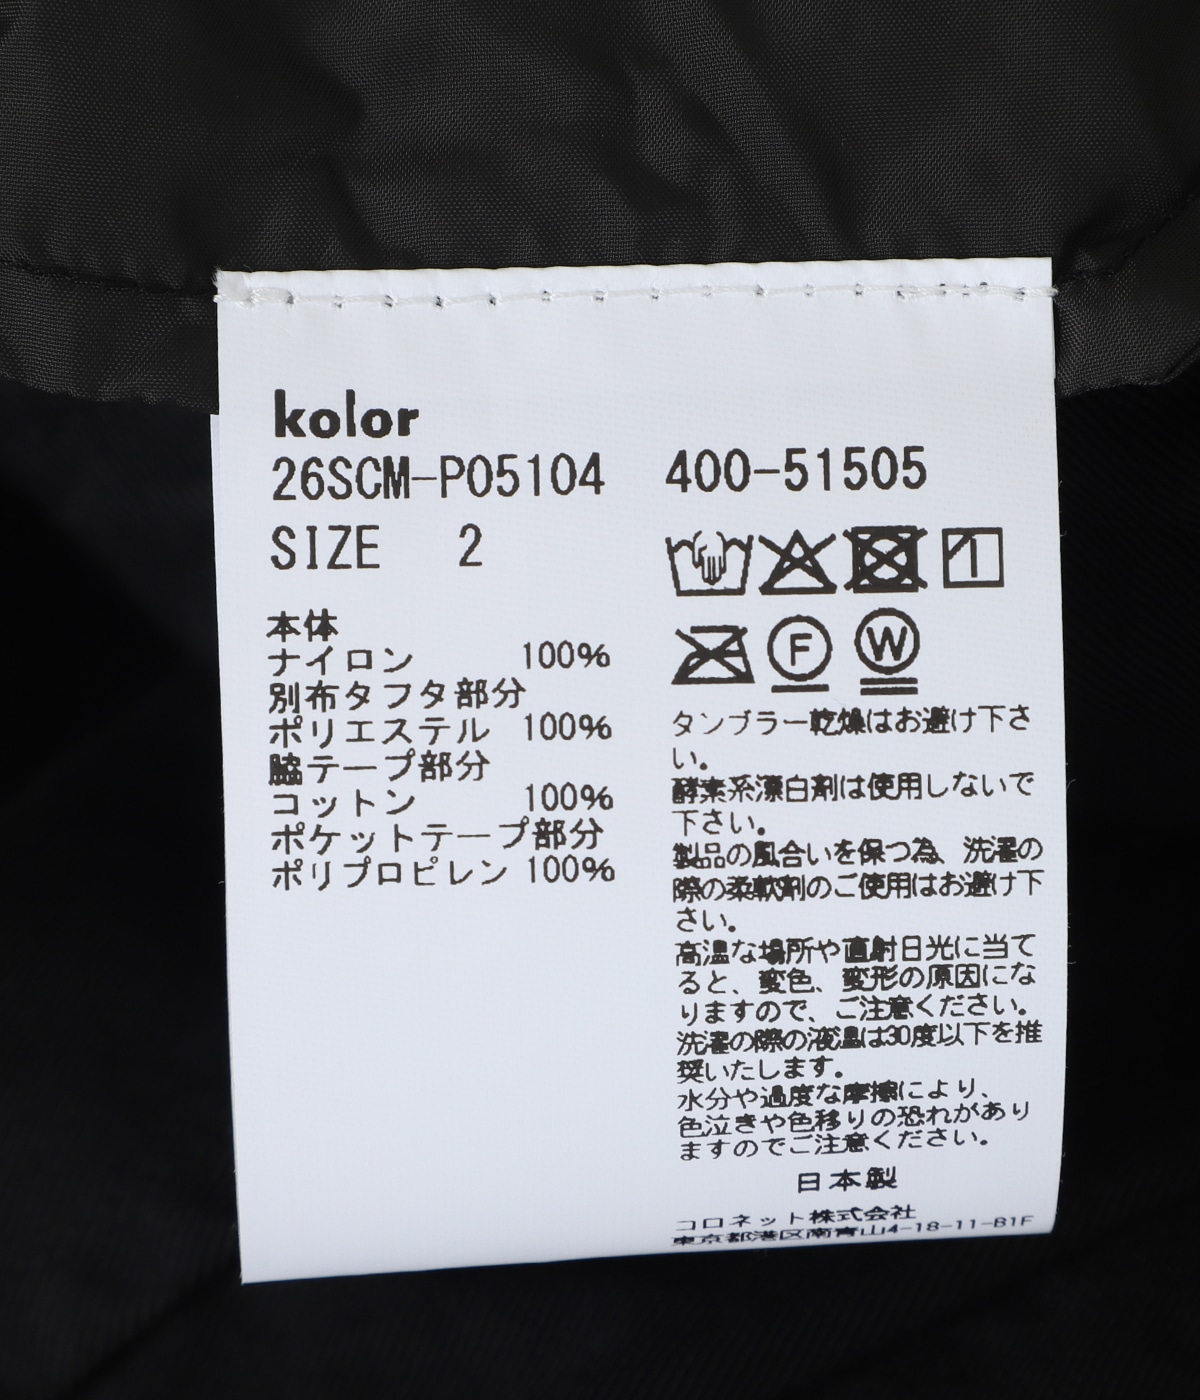 kolor
26SCM-P05104 400-51505
SIZE 2
本体
ナイロン 100%
別布タフタ部分
ポリエステル 100%
脇テープ部分
コットン 100%
ポケットテープ部分
ポリプロピレン 100%
F W
タンブラー乾燥はお避け下さ
い。
酵素系漂白剤は使用しないで
下さい。
製品の風合いを保つ為、洗濯の
際の柔軟剤のご使用はお避け下
さい。
高温な場所や直射日光に当て
ると、変色、変形の原因にな
りますので、ご注意ください。
洗濯の際の液温は30度以下を推
奨いたします。
水分や過度な摩擦により、
色泣きや色移りの恐れがあり
ますのでご注意ください。
日本製
コロネット株式会社
東京都港区南青山4-18-11-B1F